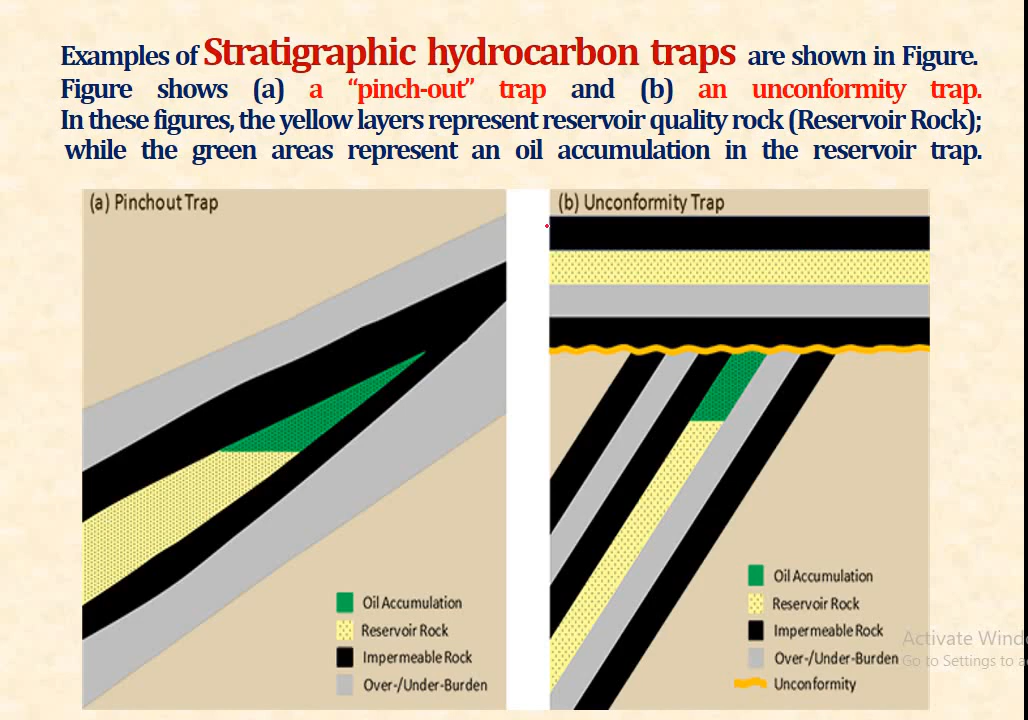 Examples of Stratigraphic hydrocarbon traps are shown in Figure.
Figure shows (a) a “pinch-out” trap and (b) an unconformity trap.
In these figures, the yellow layers represent reservoir quality rock (Reservoir Rock);
while the green areas represent an oil accumulation in the reservoir trap.
(a) Pinchout Trap
Oil Accumulation
Reservoir Rock
Impermeable Rock
Over-/Under-Burden
(b) Unconformity Trap
Oil Accumulation
Reservoir Rock
Impermeable Rock
Over-/Under-Burden
Unconformity
Activate Windo
Go to Settings to a